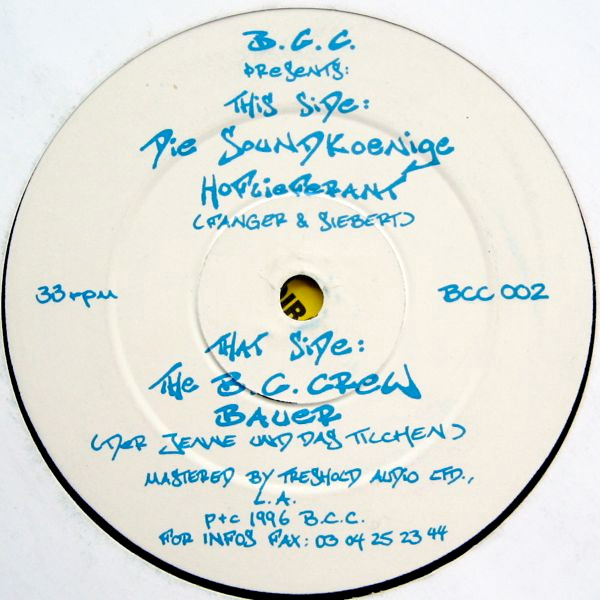 B.C.C.
PRESENTS:
THIS SIDE:
DIE SOUNDKOENIGE
HOFLIEFERANT
(FANGER & SIEBERT)
33 rpm
BCC 002
THAT SIDE:
THE B.C.CREW
BAUER
(DER JENNE UND DAS TILCHEN)
MASTERED BY TRESHOLD AUDIO LTD.,
L.A.
p+c 1996 B.C.C.
FOR INFOS FAX: 03 04 25 23 44